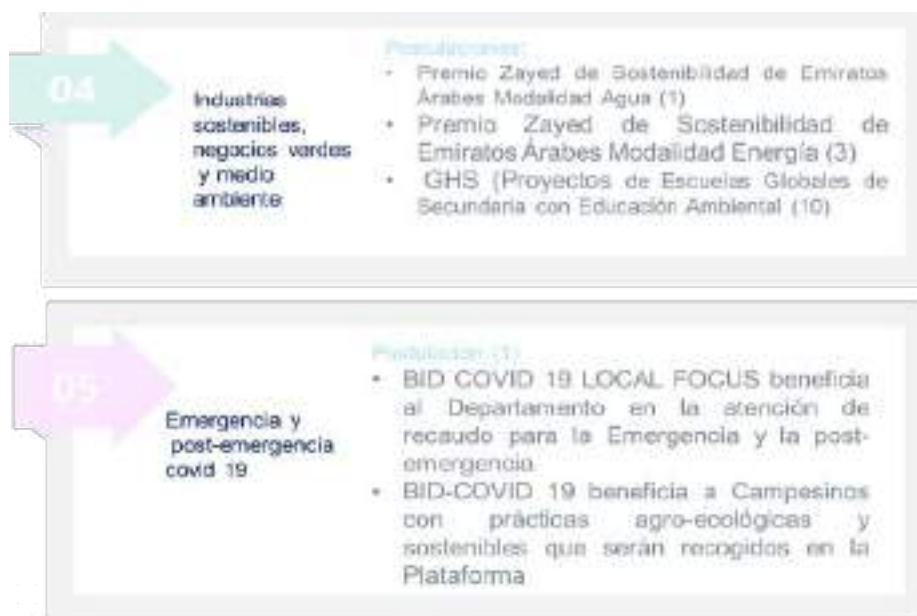 04
Industrias
sostenibles,
negocios verdes
y medio
ambiente
Postulaciones:
• Premio Zayed de Sostenibilidad de Emiratos
Árabes Modalidad Agua (1)
• Premio Zayed de Sostenibilidad de
Emiratos Árabes Modalidad Energía (3)
• GHS (Proyectos de Escuelas Globales de
Secundaria con Educación Ambiental (10)
05
Emergencia y
post-emergencia
covid 19
Postulación (1)
• BID COVID 19 LOCAL FOCUS beneficia
al Departamento en la atención de
recaudo para la Emergencia y la post-
emergencia
• BID-COVID 19 beneficia a Campesinos
con prácticas agro-ecológicas y
sostenibles que serán recogidos en la
Plataforma